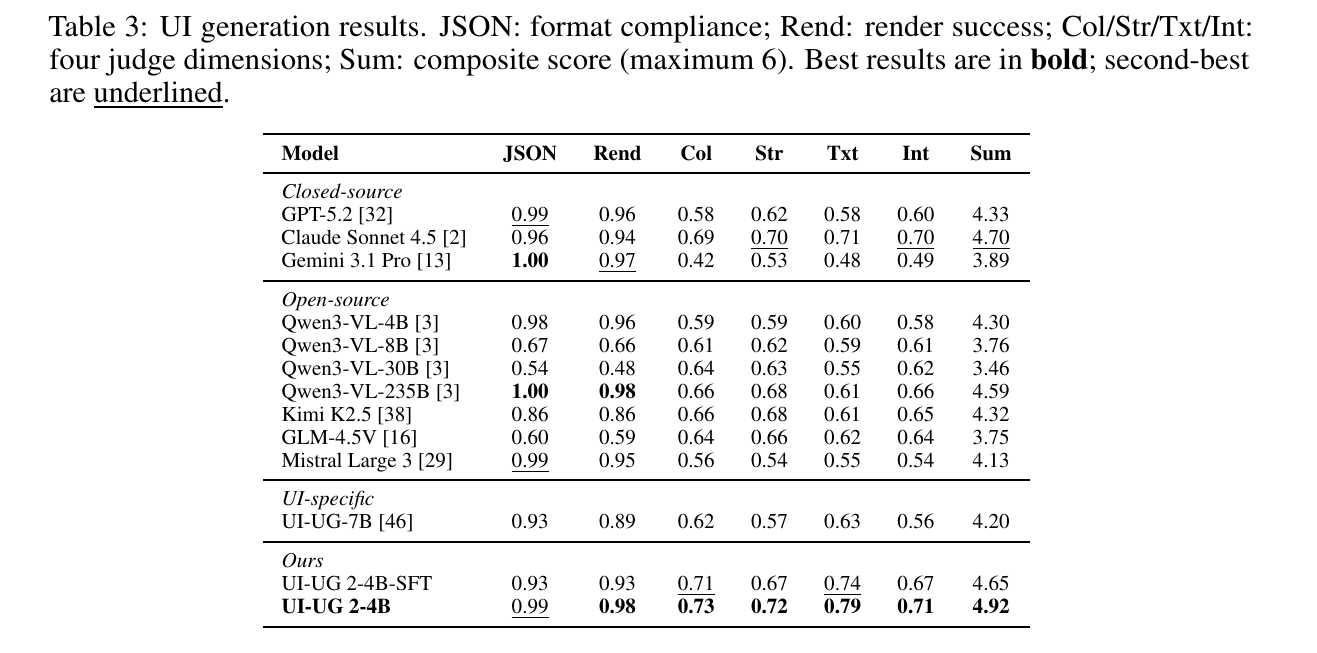 Table 3: UI generation results. JSON: format compliance; Rend: render success; Col/Str/Txt/Int:
four judge dimensions; Sum: composite score (maximum 6). Best results are in bold; second-best
are underlined.
Model JSON Rend Col Str Txt Int Sum
Closed-source
GPT-5.2 [32] 0.99 0.96 0.58 0.62 0.58 0.60 4.33
Claude Sonnet 4.5 [2] 0.96 0.94 0.69 0.70 0.71 0.70 4.70
Gemini 3.1 Pro [13] 1.00 0.97 0.42 0.53 0.48 0.49 3.89
Open-source
Qwen3-VL-4B [3] 0.98 0.96 0.59 0.59 0.60 0.58 4.30
Qwen3-VL-8B [3] 0.67 0.66 0.61 0.62 0.59 0.61 3.76
Qwen3-VL-30B [3] 0.54 0.48 0.64 0.63 0.55 0.62 3.46
Qwen3-VL-235B [3] 1.00 0.98 0.66 0.68 0.61 0.66 4.59
Kimi K2.5 [38] 0.86 0.86 0.66 0.68 0.61 0.65 4.32
GLM-4.5V [16] 0.60 0.59 0.64 0.66 0.62 0.64 3.75
Mistral Large 3 [29] 0.99 0.95 0.56 0.54 0.55 0.54 4.13
UI-specific
UI-UG-7B [46] 0.93 0.89 0.62 0.57 0.63 0.56 4.20
Ours
UI-UG 2-4B-SFT 0.93 0.93 0.71 0.67 0.74 0.67 4.65
UI-UG 2-4B 0.99 0.98 0.73 0.72 0.79 0.71 4.92